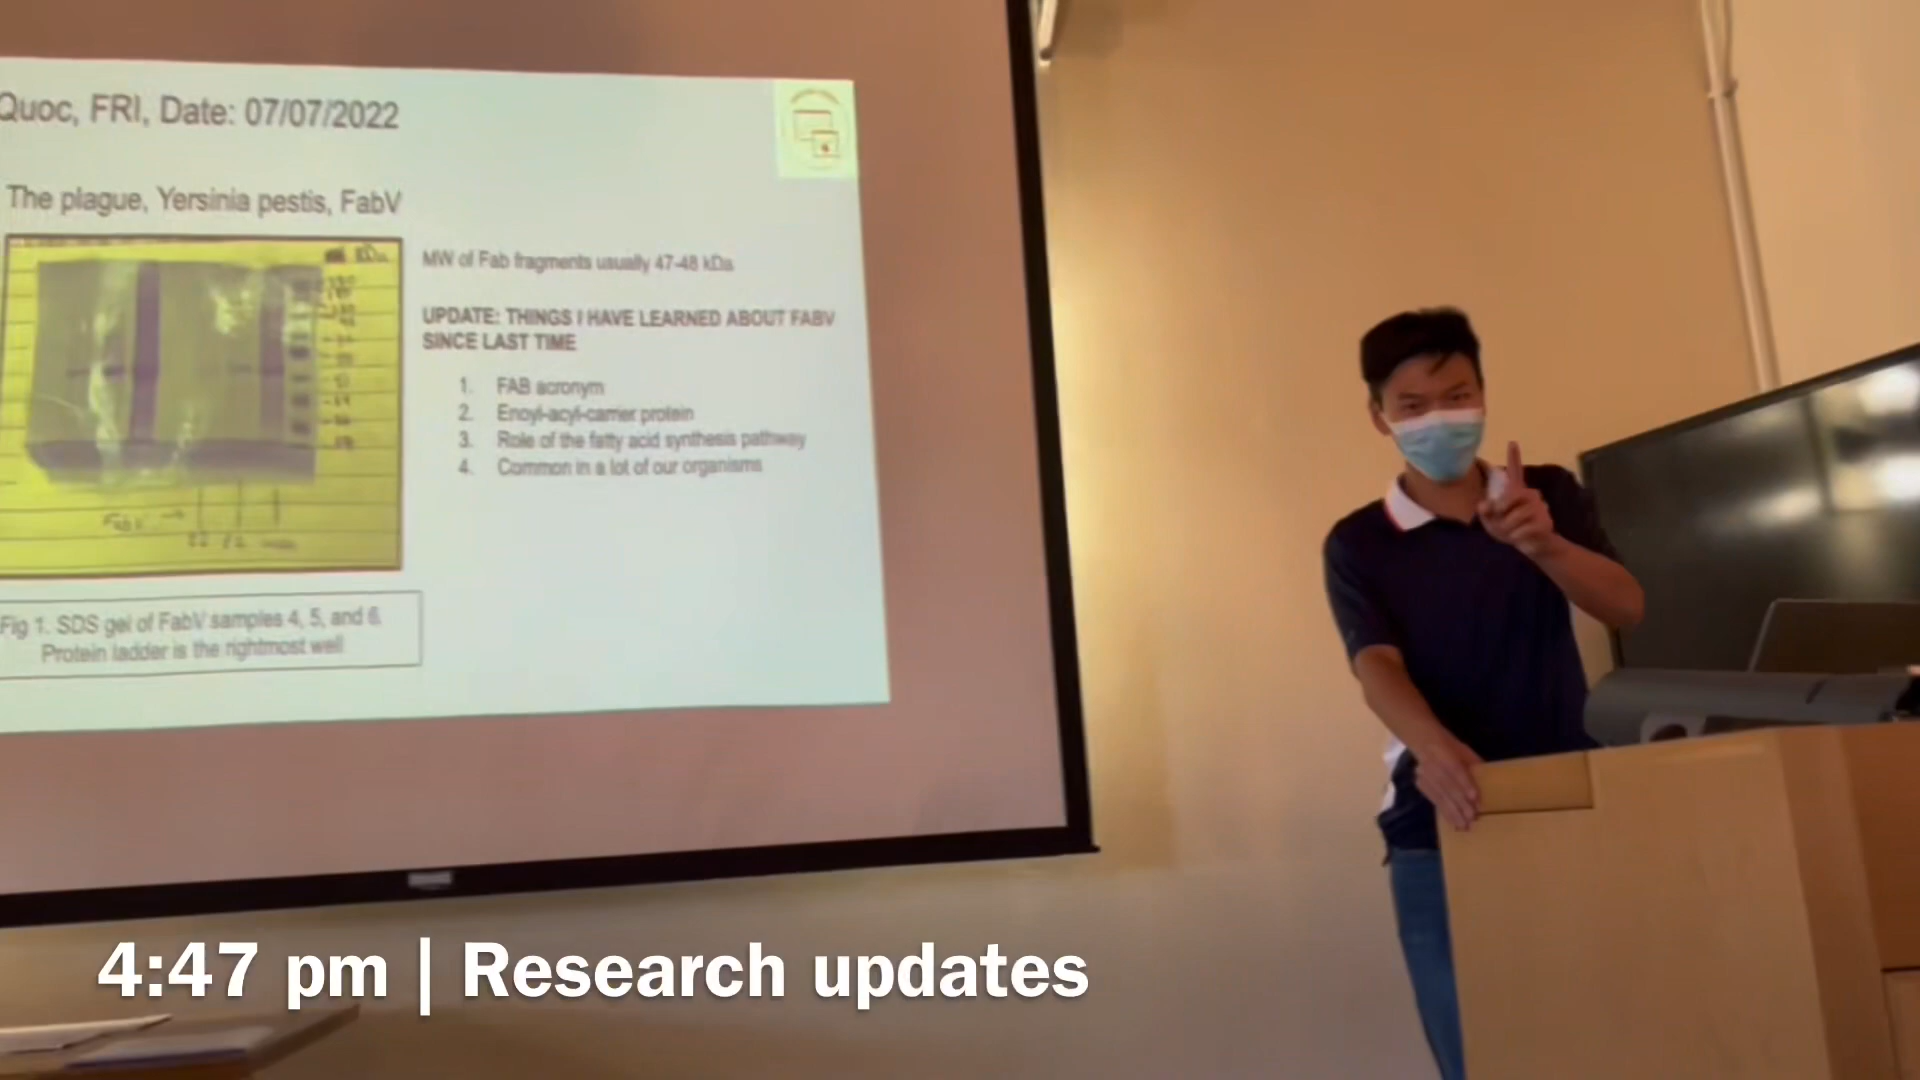 Quoc, FRI, Date: 07/07/2022
The plague, Yersinia pestis, FabV
MW of Fab fragments usually 47-48 kDa
UPDATE: THINGS I HAVE LEARNED ABOUT FABV
SINCE LAST TIME
1. FAB acronym
2. Enoyl-acyl-carrier protein
3. Role of the fatty acid synthesis pathway
4. Common in a lot of our organisms
KDa
FabV
Fig 1. SDS gel of FabV samples 4, 5, and 6.
Protein ladder is the rightmost well
4:47 pm | Research updates